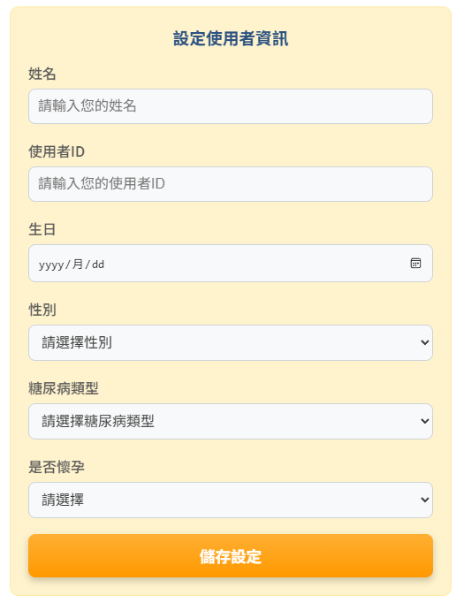 設定使用者資訊
姓名
請輸入您的姓名
使用者ID
請輸入您的使用者ID
生日
yyyy/月/dd
性別
請選擇性別
糖尿病類型
請選擇糖尿病類型
是否懷孕
請選擇
儲存設定